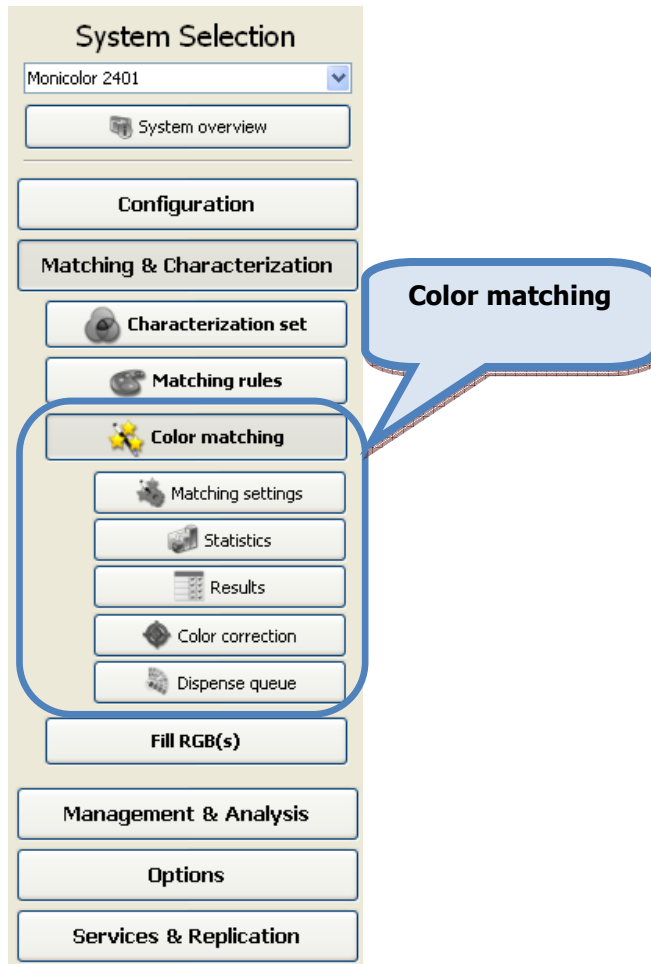 System Selection
Monicolor 2401
System overview
Configuration
Matching & Characterization
Color matching
Characterization set
Matching rules
Color matching
Matching settings
Statistics
Results
Color correction
Dispense queue
Fill RGB(s)
Management & Analysis
Options
Services & Replication